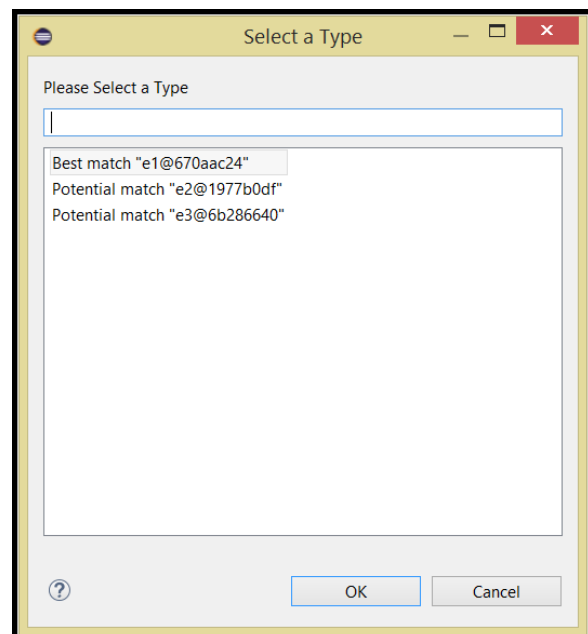 Select a Type
Please Select a Type
Best match "e1@670aac24"
Potential match "e2@1977b0df"
Potential match "e3@6b286640"
?
OK
Cancel